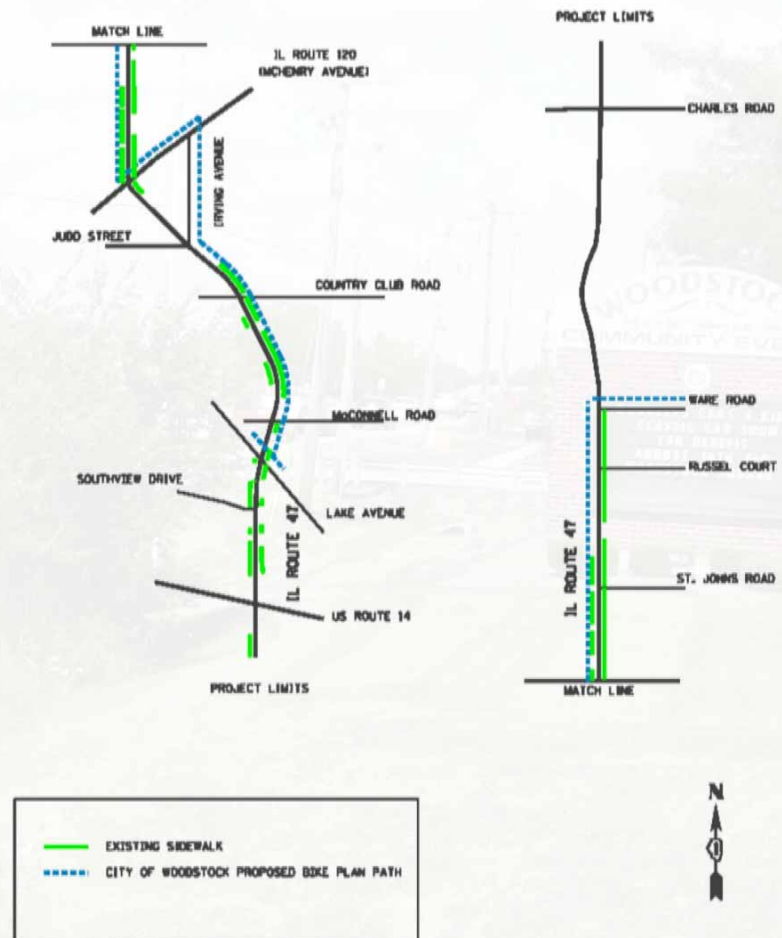 MATCH LINE
IL ROUTE 120
(MCHENRY AVENUE)
IRVING AVENUE
JUDD STREET
COUNTRY CLUB ROAD
McCONNELL ROAD
SOUTHVIEW DRIVE
LAKE AVENUE
IL ROUTE 47
US ROUTE 14
PROJECT LIMITS
PROJECT LIMITS
CHARLES ROAD
WOODSTOCK
COMMUNITY
WARE ROAD
RUSSEL COURT
IL ROUTE 47
ST. JOHNS ROAD
MATCH LINE
N
EXISTING SIDEWALK
CITY OF WOODSTOCK PROPOSED BIKE PLAN PATH